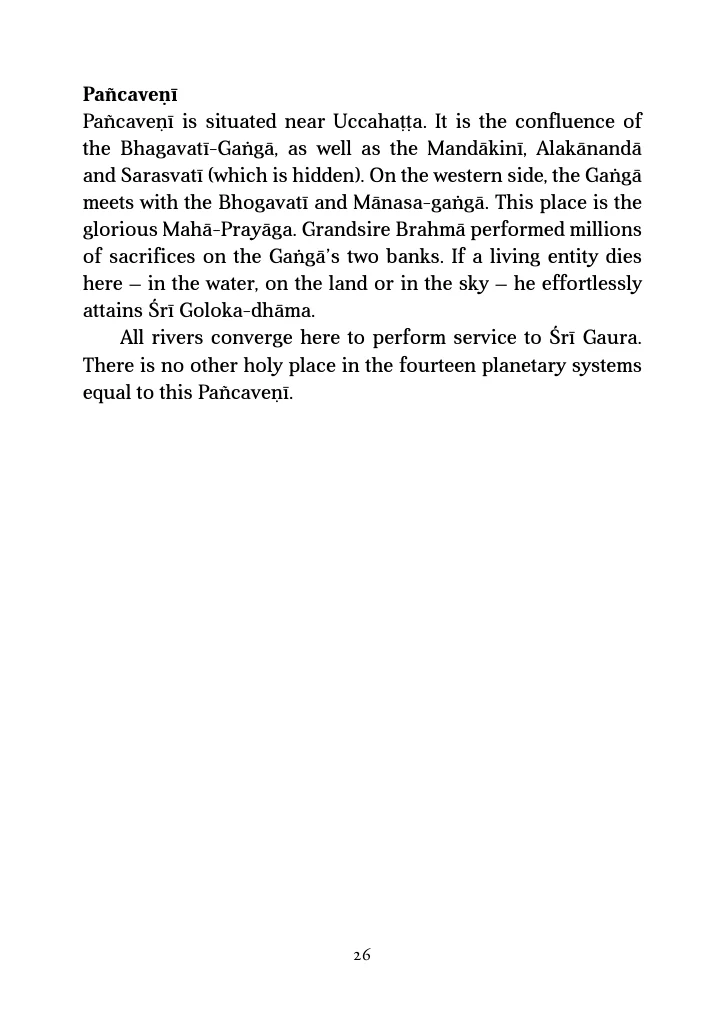 Pañcaveṇī
Pañcaveṇī is situated near Uccahaṭṭa. It is the confluence of
the Bhagavatī-Gaṅgā, as well as the Mandākinī, Alakānandā
and Sarasvatī (which is hidden). On the western side, the Gaṅgā
meets with the Bhogavatī and Mānasa-gaṅgā. This place is the
glorious Mahā-Prayāga. Grandsire Brahmā performed millions
of sacrifices on the Gaṅgā’s two banks. If a living entity dies
here – in the water, on the land or in the sky – he effortlessly
attains Śrī Goloka-dhāma.
All rivers converge here to perform service to Śrī Gaura.
There is no other holy place in the fourteen planetary systems
equal to this Pañcaveṇī.
26